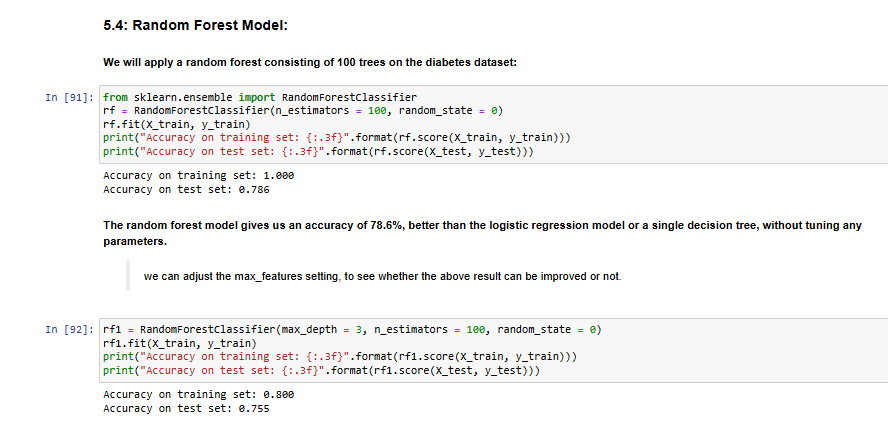 5.4: Random Forest Model:
We will apply a random forest consisting of 100 trees on the diabetes dataset:
In [91]: from sklearn.ensemble import RandomForestClassifier
rf = RandomForestClassifier(n_estimators = 100, random_state = 0)
rf.fit(X_train, y_train)
print("Accuracy on training set: {:.3f}".format(rf.score(X_train, y_train)))
print("Accuracy on test set: {:.3f}".format(rf.score(X_test, y_test)))
Accuracy on training set: 1.000
Accuracy on test set: 0.786
The random forest model gives us an accuracy of 78.6%, better than the logistic regression model or a single decision tree, without tuning any
parameters.
we can adjust the max_features setting, to see whether the above result can be improved or not.
In [92]: rf1 = RandomForestClassifier(max_depth = 3, n_estimators = 100, random_state = 0)
rf1.fit(X_train, y_train)
print("Accuracy on training set: {:.3f}".format(rf1.score(X_train, y_train)))
print("Accuracy on test set: {:.3f}".format(rf1.score(X_test, y_test)))
Accuracy on training set: 0.800
Accuracy on test set: 0.755